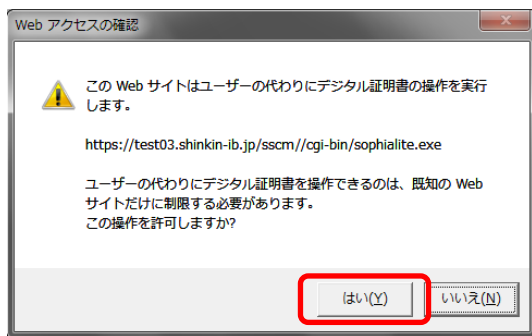 Web アクセスの確認
この Web サイトはユーザーの代わりにデジタル証明書の操作を実行
します。
https://test03.shinkin-ib.jp/sscm//cgi-bin/sophialite.exe
ユーザーの代わりにデジタル証明書を操作できるのは、既知の Web
サイトだけに制限する必要があります。
この操作を許可しますか?
はい(Y) いいえ(N)